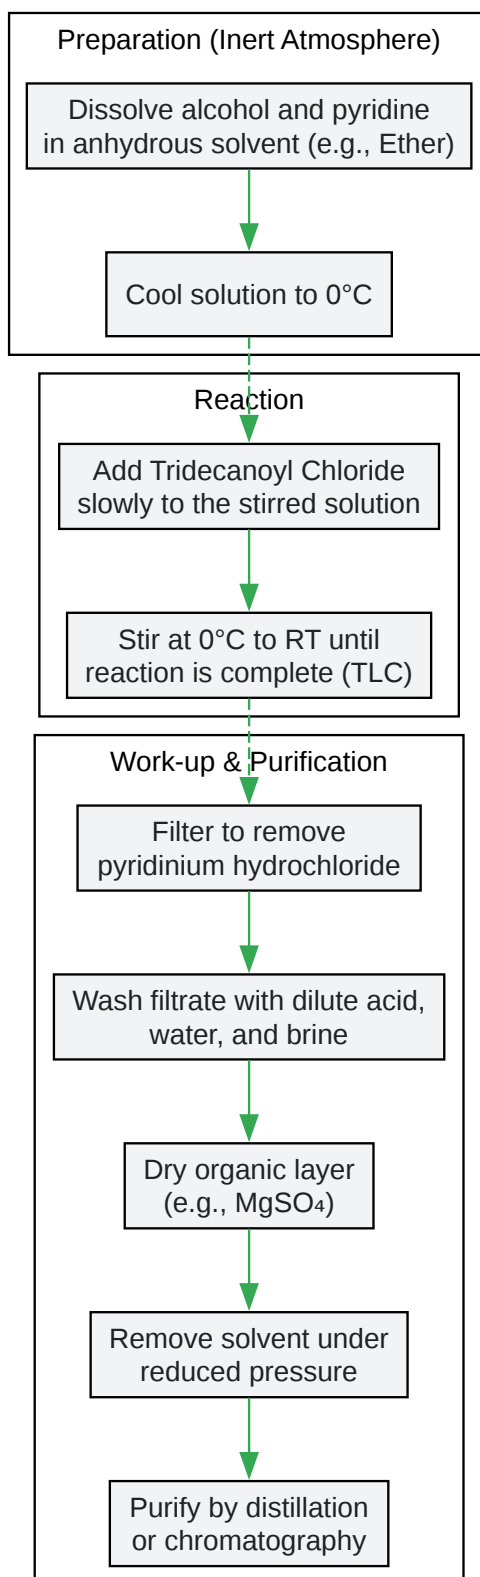 Preparation (Inert Atmosphere)
Dissolve alcohol and pyridine
in anhydrous solvent (e.g., Ether)
Cool solution to 0°C
Reaction
Add Tridecanoyl Chloride
slowly to the stirred solution
Stir at 0°C to RT until
reaction is complete (TLC)
Work-up & Purification
Filter to remove
pyridinium hydrochloride
Wash filtrate with dilute acid,
water, and brine
Dry organic layer
(e.g., MgSO₄)
Remove solvent under
reduced pressure
Purify by distillation
or chromatography